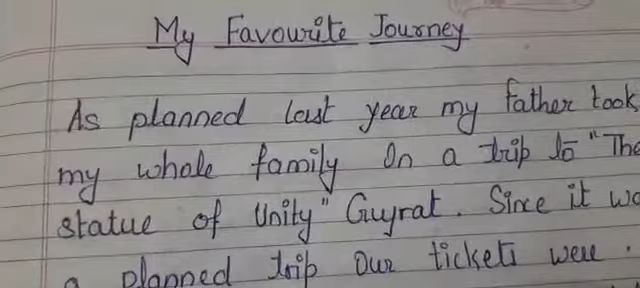 My Favourite Journey
As planned last year my father took
my whole family On a trip to "The
statue of Unity" Gujrat. Since it wa
a planned trip Our tickets were